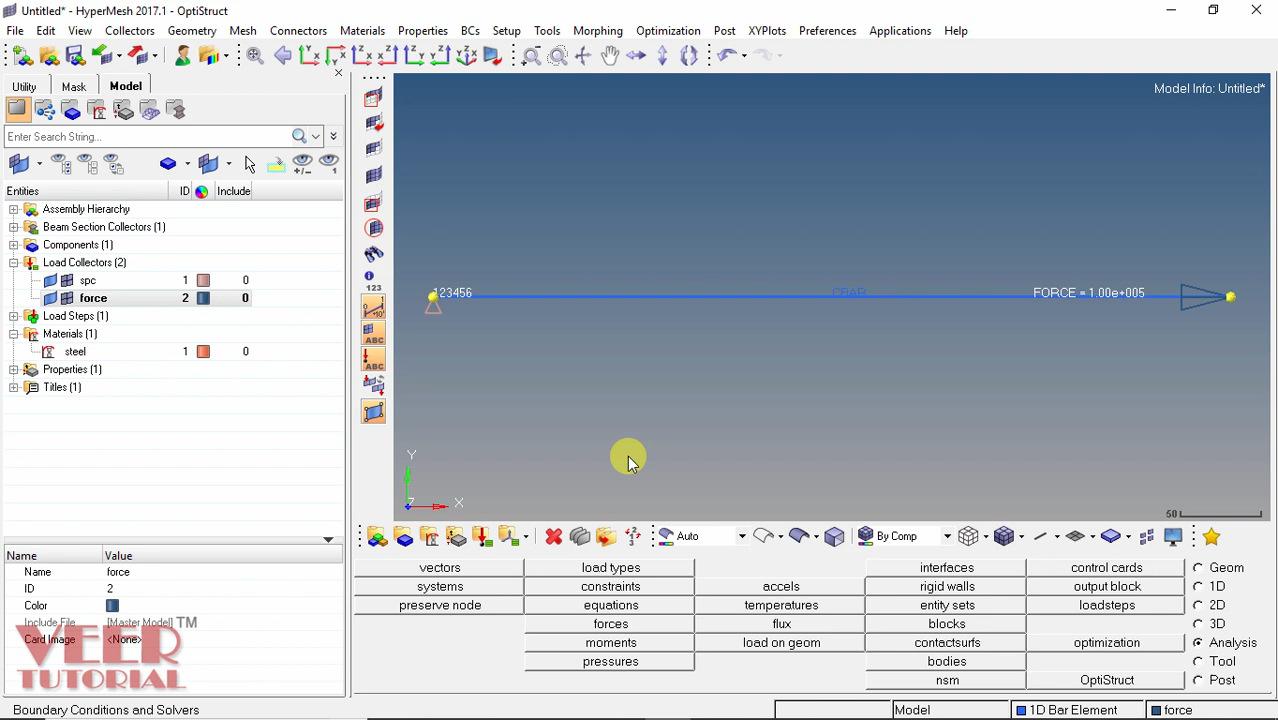 Untitled* - HyperMesh 2017.1 - OptiStruct
File Edit View Collectors Geometry Mesh Connectors Materials Properties BCs Setup Tools Morphing Optimization Post XYPlots Preferences Applications Help
Utility Mask Model
Enter Search String...
Entities ID Include
Assembly Hierarchy
Beam Section Collectors (1)
Components (1)
Load Collectors (2)
spc 1 0
force 2 0
Load Steps (1)
Materials (1)
steel 1 0
Properties (1)
Titles (1)
Name Value
Name force
ID 2
Color
Include File [Master Model] TM
Card Image <None>
VEER
TUTORIAL
Model Info: Untitled*
123456 CBAR FORCE = 1.00e+005
Y
Z X
50
Auto By Comp
vectors load types interfaces control cards Geom
systems constraints accels rigid walls output block 1D
preserve node equations temperatures entity sets loadsteps 2D
forces flux blocks 3D
moments load on geom contactsurfs optimization Analysis
pressures bodies Tool
nsm OptiStruct Post
Boundary Conditions and Solvers Model 1D Bar Element force